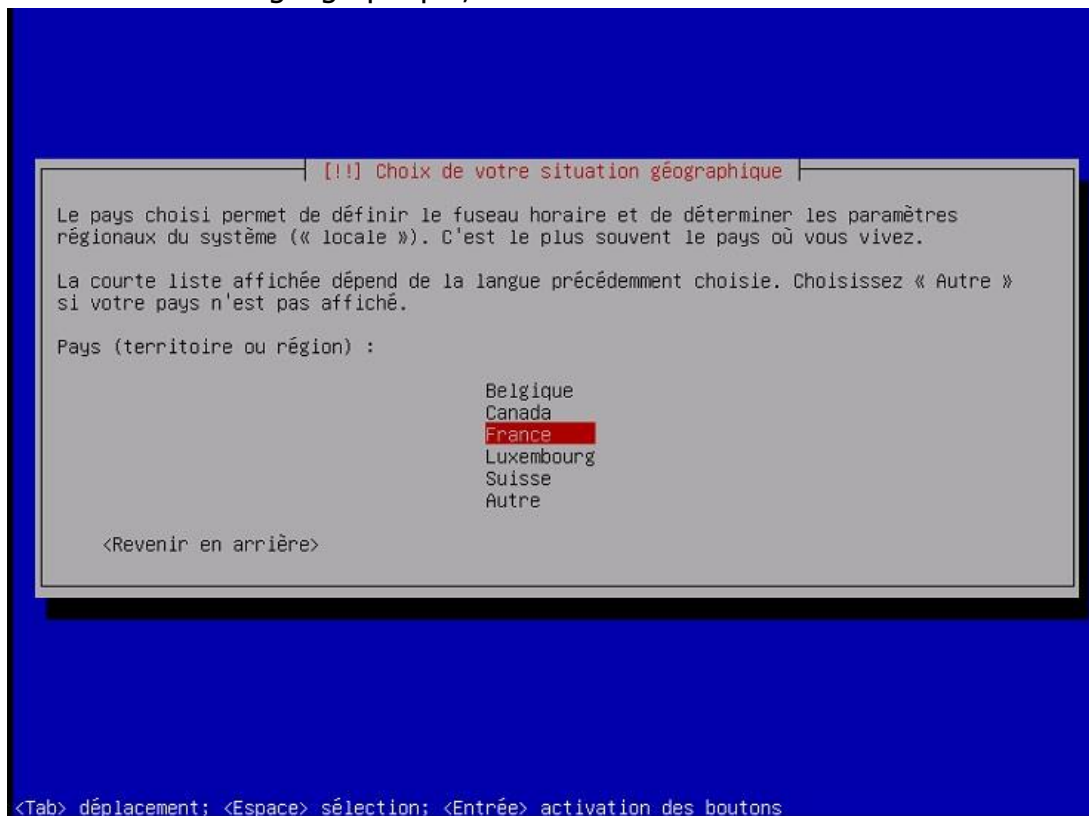 [!!] Choix de votre situation géographique
Le pays choisi permet de définir le fuseau horaire et de déterminer les paramètres
régionaux du système (« locale »). C'est le plus souvent le pays où vous vivez.
La courte liste affichée dépend de la langue précédemment choisie. Choisissez « Autre »
si votre pays n'est pas affiché.
Pays (territoire ou région) :
Belgique
Canada
France
Luxembourg
Suisse
Autre
<Revenir en arrière>
<Tab> déplacement; <Espace> sélection; <Entrée> activation des boutons